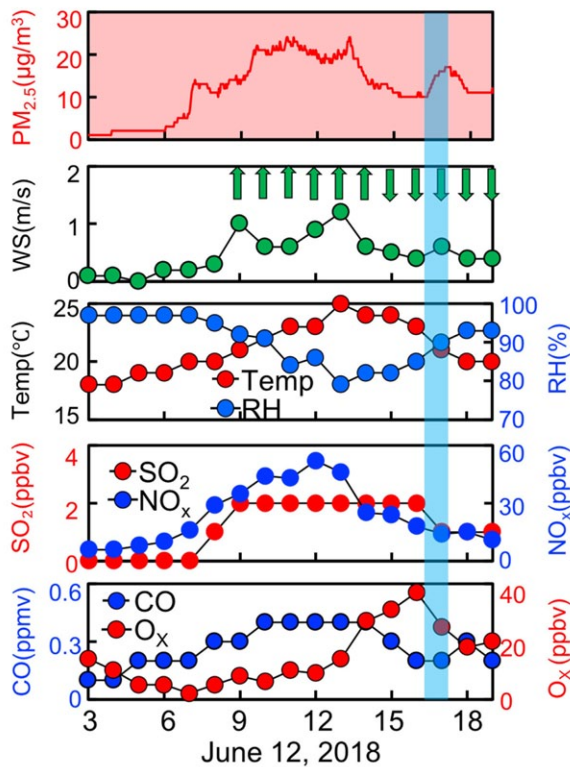 30
20
10
0
PM2.5(μg/m³)
2
1
0
WS(m/s)
25
20
15
Temp(℃)
100
90
80
70
RH(%)
Temp
RH
4
2
0
SO2(ppbv)
60
30
0
NOx(ppbv)
SO2
NOx
0.6
0.3
0
CO(ppmv)
40
20
0
OX(ppbv)
CO
OX
3 6 9 12 15 18
June 12, 2018